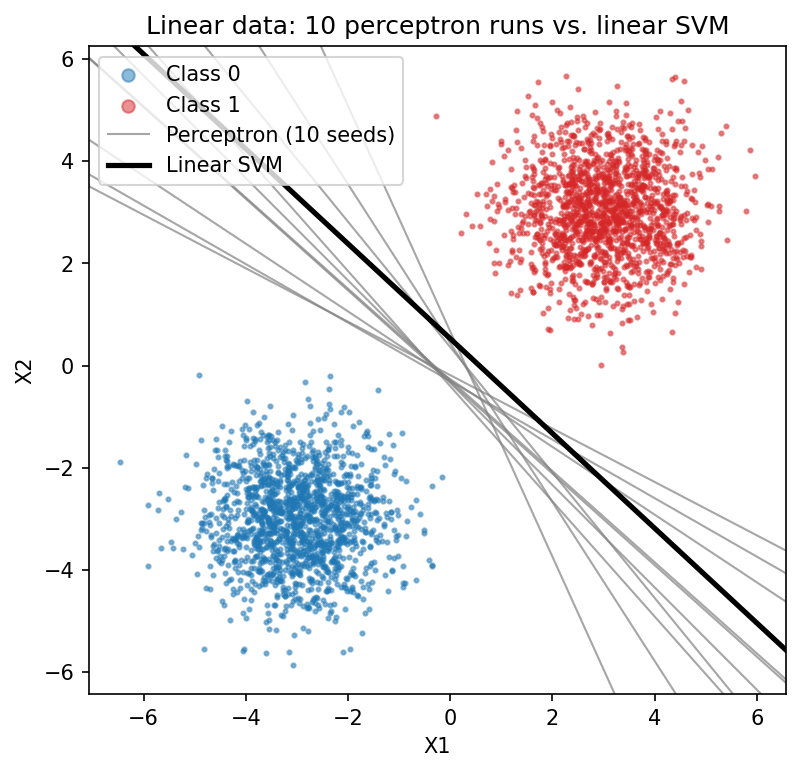 Linear data: 10 perceptron runs vs. linear SVM
Class 0
Class 1
Perceptron (10 seeds)
Linear SVM
6
4
2
0
−2
−4
−6
X2
−6
−4
−2
0
2
4
6
X1